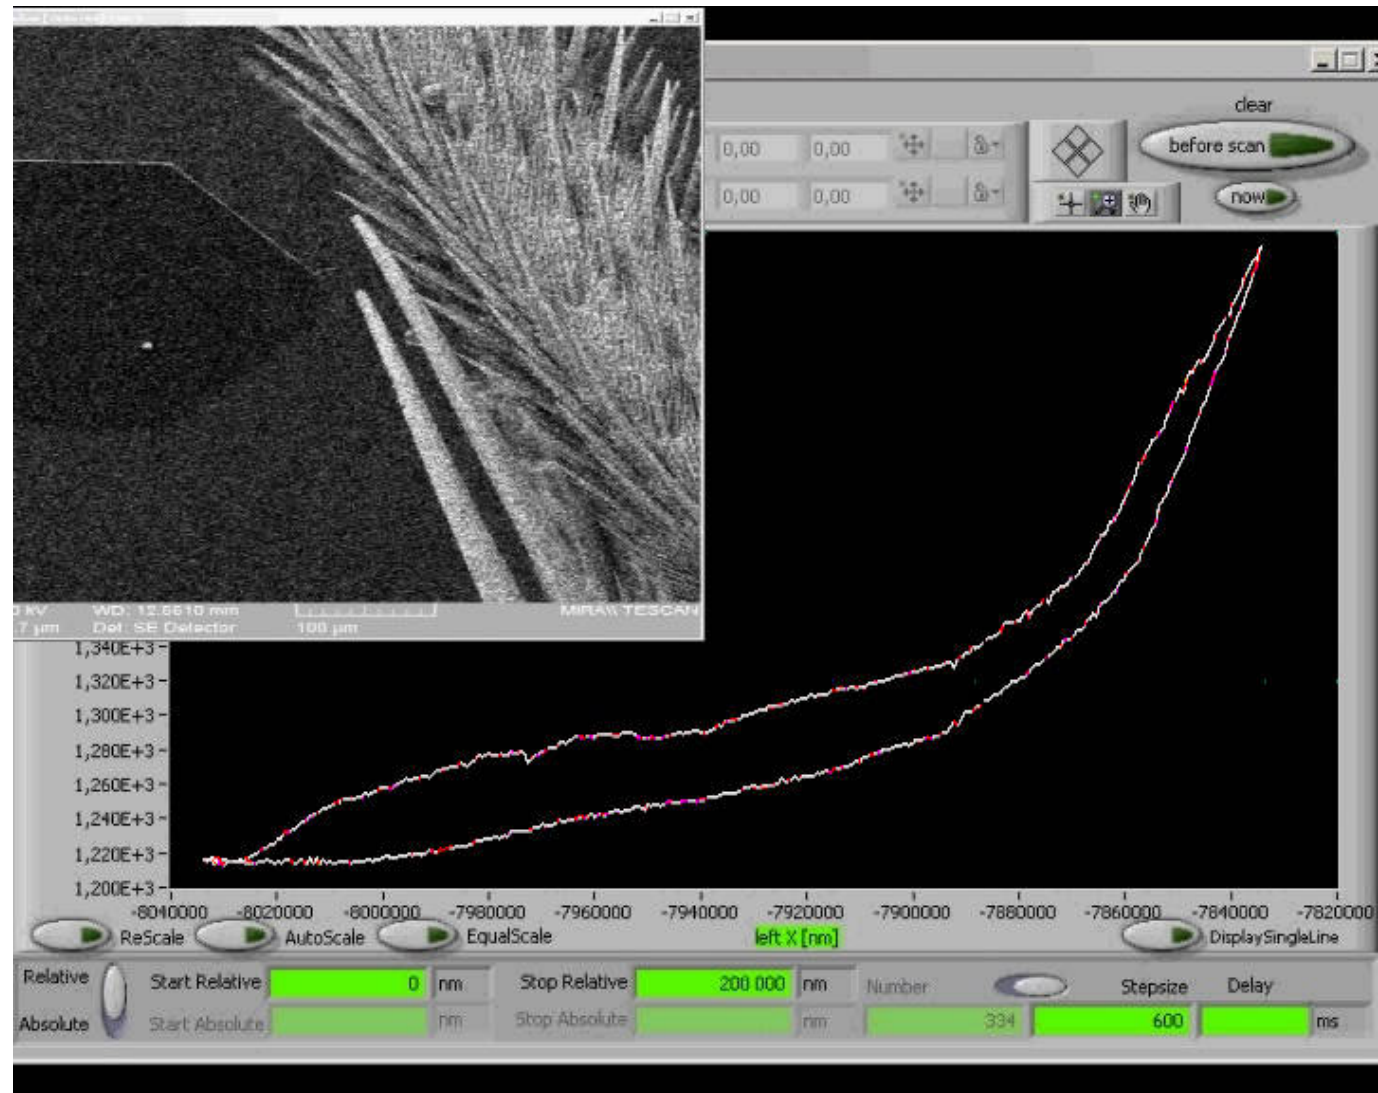 clear
0,00 0,00 before scan
0,00 0,00 now
WD: 12.6610 mm MIRA\\ TESCAN
.7 µm Det: SE Detector 100 µm
1,340E+3
1,320E+3
1,300E+3
1,280E+3
1,260E+3
1,240E+3
1,220E+3
1,200E+3
-8040000 -8020000 -8000000 -7980000 -7960000 -7940000 -7920000 -7900000 -7880000 -7860000 -7840000 -7820000
ReScale AutoScale EqualScale left X [nm] DisplaySingleLine
Relative Start Relative 0 nm Stop Relative 200 000 nm Number Stepsize Delay
Absolute Start Absolute nm Stop Absolute nm 334 600 ms